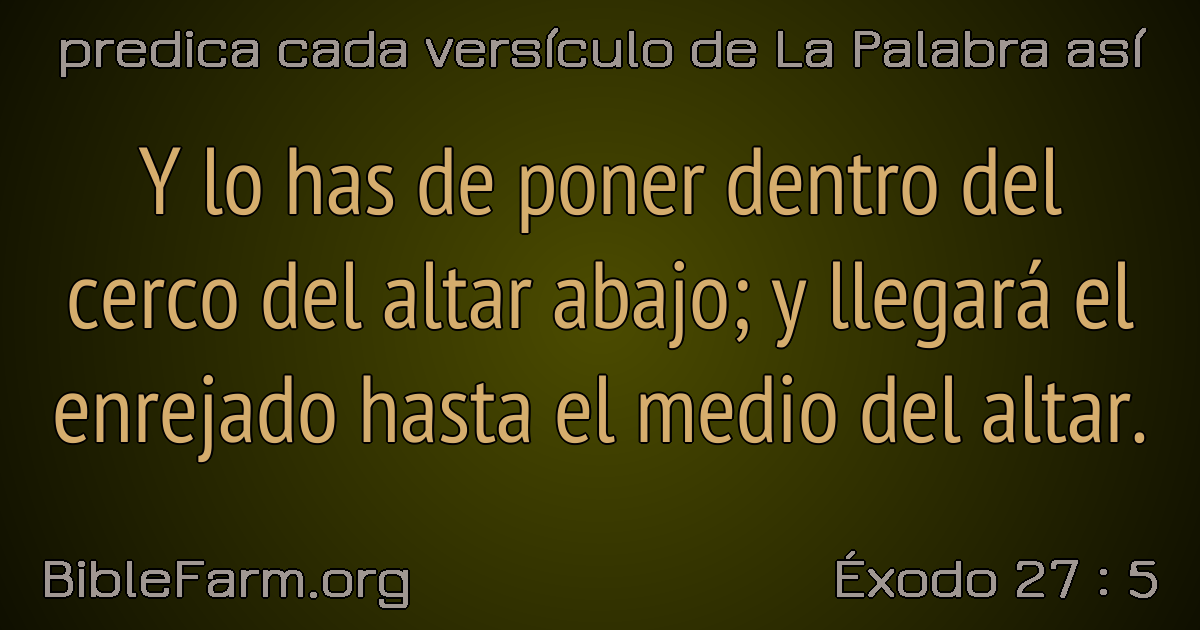 predica cada versículo de La Palabra así
Y lo has de poner dentro del
cerco del altar abajo; y llegará el
enrejado hasta el medio del altar.
BibleFarm.org
Éxodo 27 : 5